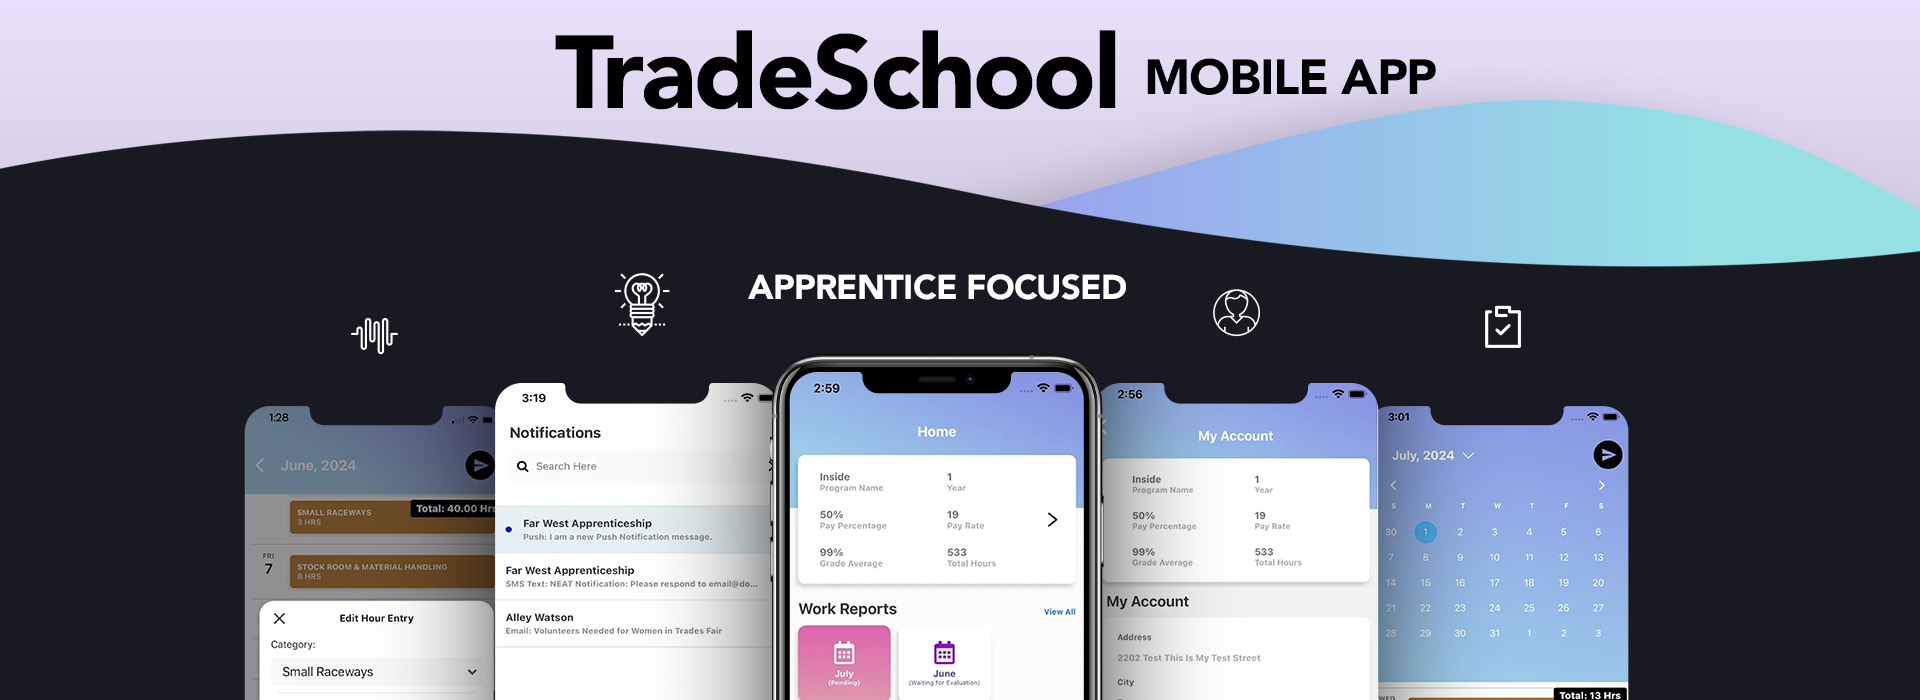 TradeSchool MOBILE APP
APPRENTICE FOCUSED
1:28
June, 2024
SMALL RACEWAYS
3 HRS
Total: 40.00 Hrs
FRI
7
STOCK ROOM & MATERIAL HANDLING
8 HRS
Edit Hour Entry
Category:
Small Raceways
3:19
Notifications
Search Here
Far West Apprenticeship
Push: I am a new Push Notification message.
Far West Apprenticeship
SMS Text: NEAT Notification: Please respond to email@do...
Alley Watson
Email: Volunteers Needed for Women in Trades Fair
2:59
Home
Inside 1
Program Name Year
50% 19
Pay Percentage Pay Rate
99% 533
Grade Average Total Hours
Work Reports View All
July June
(Pending) (Waiting for Evaluation)
2:56
My Account
Inside 1
Program Name Year
50% 19
Pay Percentage Pay Rate
99% 533
Grade Average Total Hours
My Account
Address
2202 Test This Is My Test Street
City
3:01
July, 2024
S M T W T F S
30 1 2 3 4 5 6
7 8 9 10 11 12 13
14 15 16 17 18 19 20
21 22 23 24 25 26 27
28 29 30 31 1 2 3
WED
Total: 13 Hrs